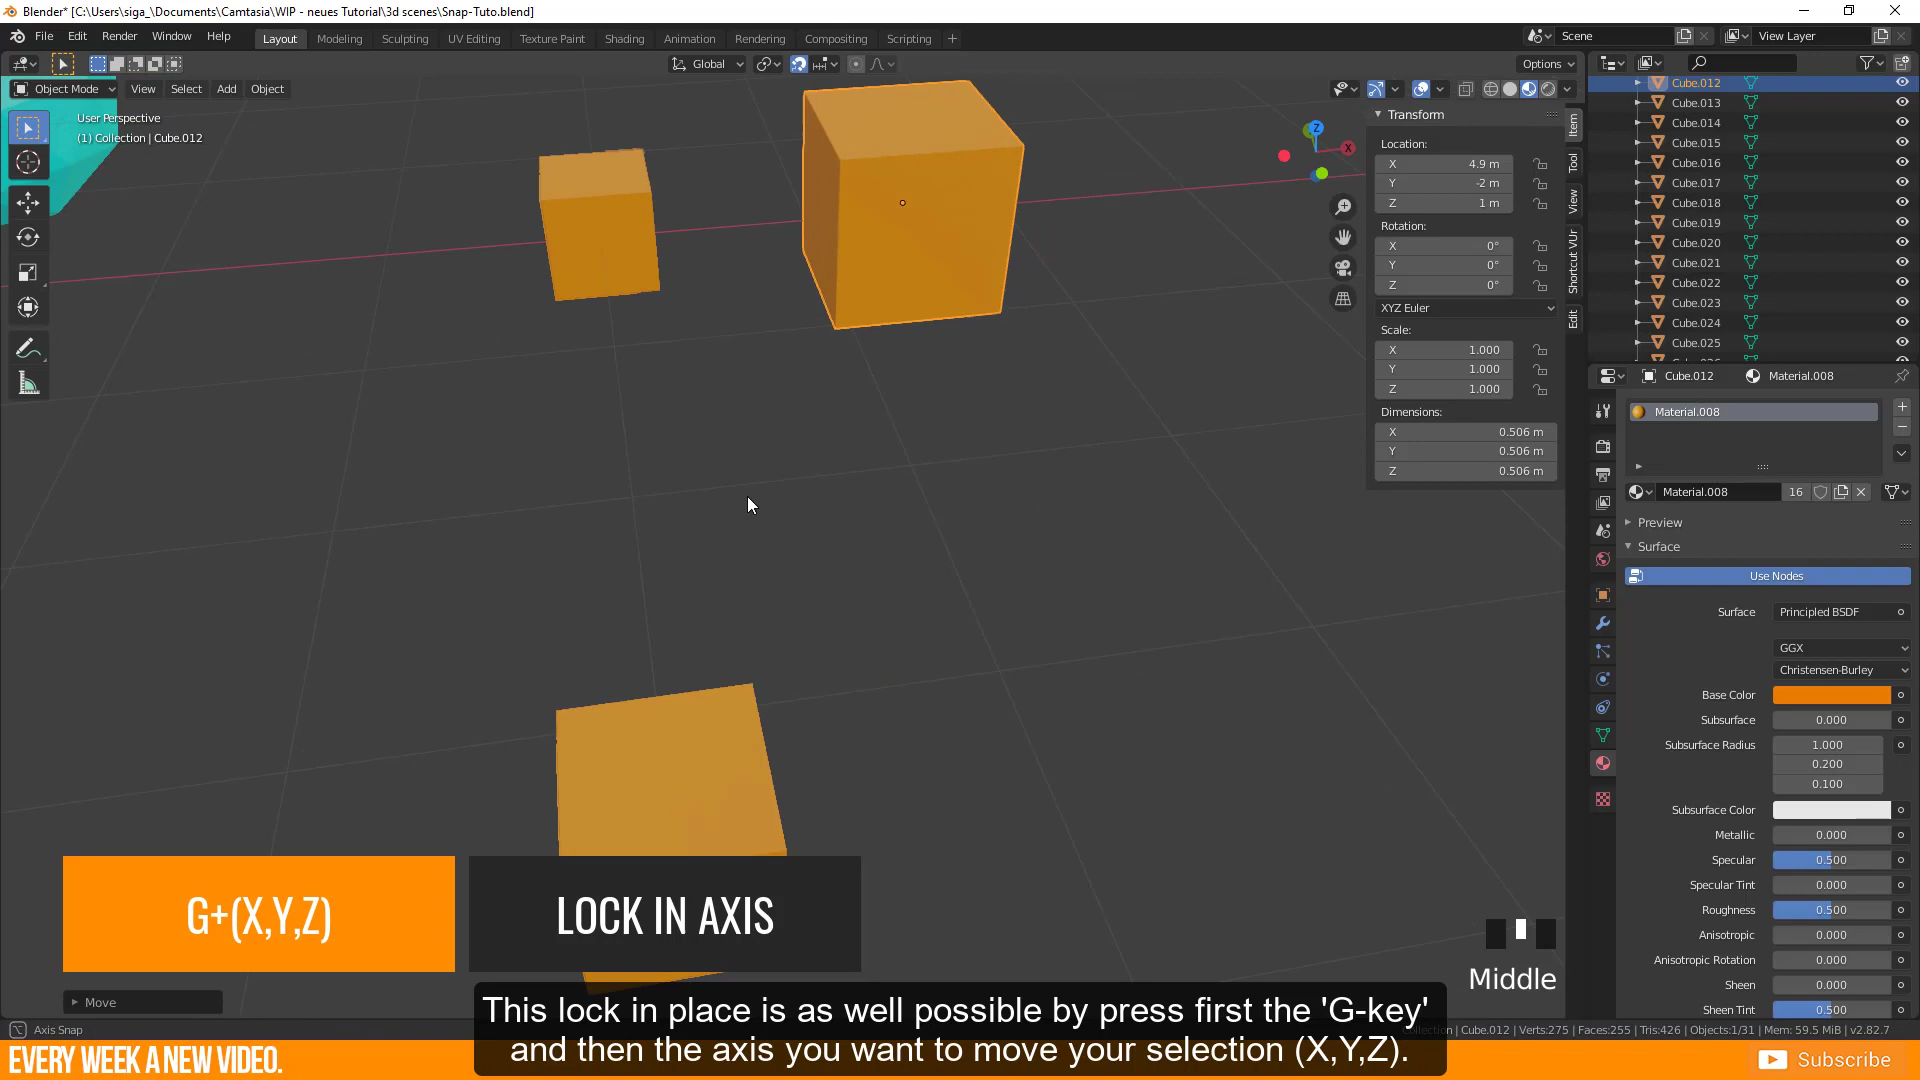 Blender* [C:\Users\siga_\Documents\Camtasia\WIP - neues Tutorial\3d scenes\Snap-Tuto.blend]
File Edit Render Window Help
Layout Modeling Sculpting UV Editing Texture Paint Shading Animation Rendering Compositing Scripting +
Scene
View Layer
Global
Options
Object Mode View Select Add Object
User Perspective
(1) Collection | Cube.012
Z
X
Transform
Location:
X 4.9 m
Y -2 m
Z 1 m
Rotation:
X 0°
Y 0°
Z 0°
XYZ Euler
Scale:
X 1.000
Y 1.000
Z 1.000
Dimensions:
X 0.506 m
Y 0.506 m
Z 0.506 m
Item
Tool
View
Shortcut VUr
Edit
Cube.012
Cube.013
Cube.014
Cube.015
Cube.016
Cube.017
Cube.018
Cube.019
Cube.020
Cube.021
Cube.022
Cube.023
Cube.024
Cube.025
Cube.012 Material.008
Material.008
Material.008 16
Preview
Surface
Use Nodes
Surface Principled BSDF
GGX
Christensen-Burley
Base Color
Subsurface 0.000
Subsurface Radius 1.000
0.200
0.100
Subsurface Color
Metallic 0.000
Specular 0.500
Specular Tint 0.000
Roughness 0.500
Anisotropic 0.000
Anisotropic Rotation 0.000
Sheen 0.000
Sheen Tint 0.500
G+(X,Y,Z)
LOCK IN AXIS
Middle
Move
This lock in place is as well possible by press first the 'G-key'
and then the axis you want to move your selection (X,Y,Z).
Axis Snap
Collection | Cube.012 | Verts:275 | Faces:255 | Tris:426 | Objects:1/31 | Mem: 59.5 MiB | v2.82.7
EVERY WEEK A NEW VIDEO.
Subscribe